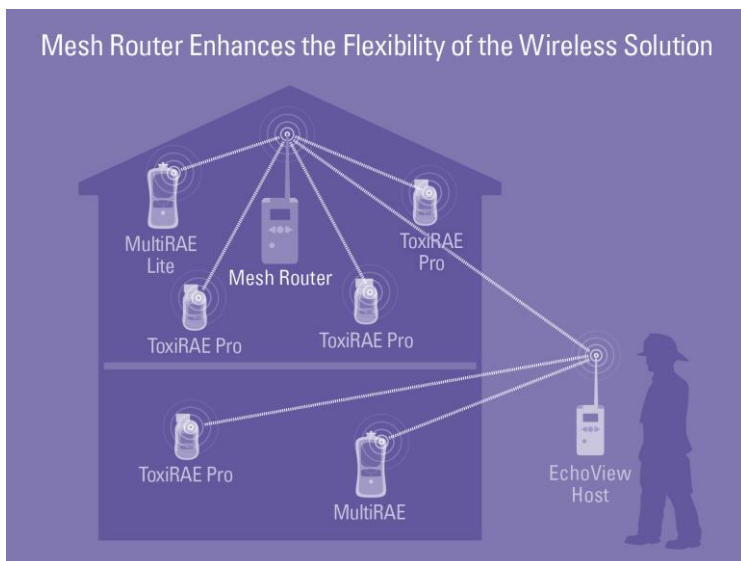 Mesh Router Enhances the Flexibility of the Wireless Solution
MultiRAE
Lite
Mesh Router
ToxiRAE
Pro
ToxiRAE Pro
ToxiRAE Pro
ToxiRAE Pro
MultiRAE
EchoView
Host